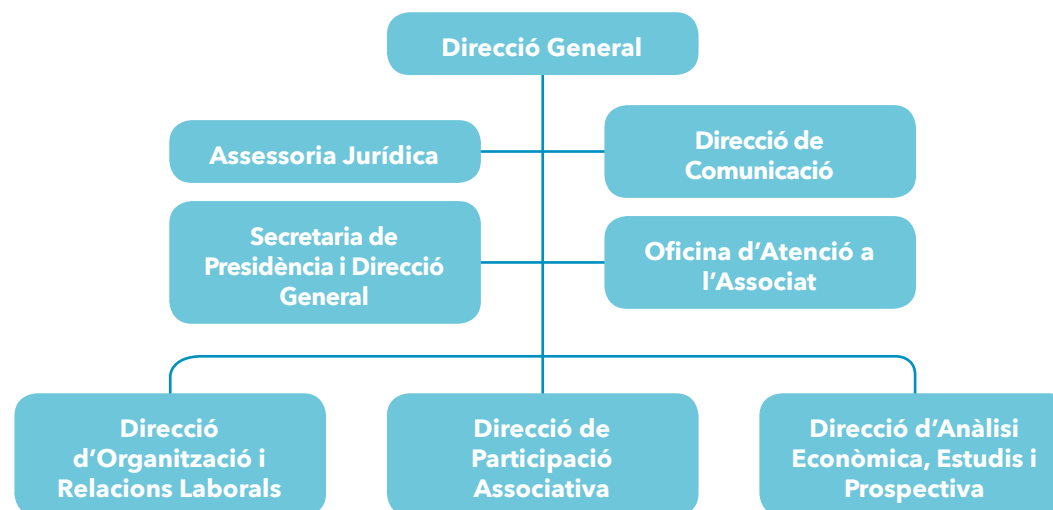 Direcció General
Assessoria Jurídica
Direcció de
Comunicació
Secretaria de
Presidència i Direcció
General
Oficina d’Atenció a
l’Associat
Direcció
d’Organització i
Relacions Laborals
Direcció de
Participació
Associativa
Direcció d’Anàlisi
Econòmica, Estudis i
Prospectiva